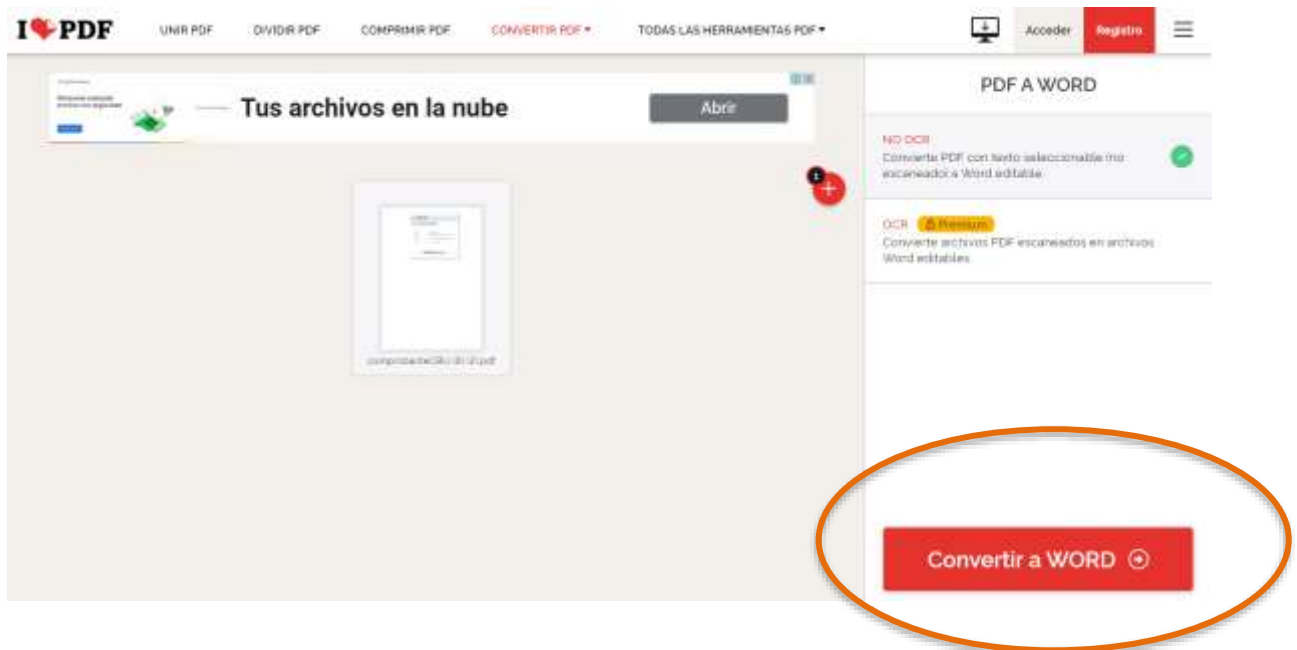 I PDF
UNIR PDF
DIVIDIR PDF
COMPRIMIR PDF
CONVERTIR PDF
TODAS LAS HERRAMIENTAS PDF
Acceder
Registro
Tus archivos en la nube
Abrir
1
PDF A WORD
NO OCR
Convierte PDF con texto seleccionable (no
escaneado) a Word editable.
OCR Premium
Convierte archivos PDF escaneados en archivos
Word editables.
Convertir a WORD